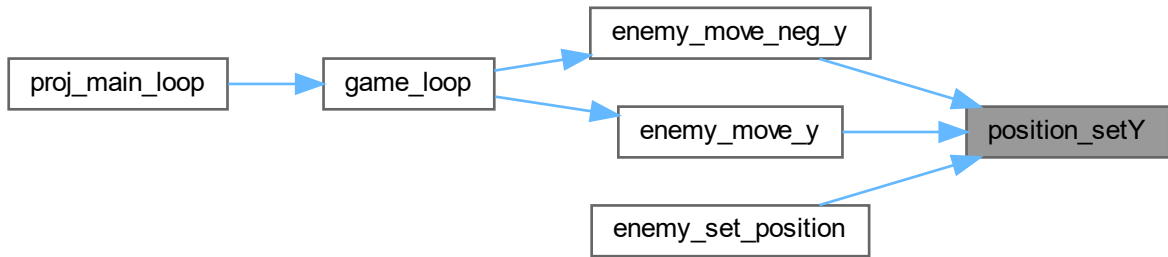 enemy_move_neg_y
proj_main_loop
game_loop
enemy_move_y
position_setY
enemy_set_position